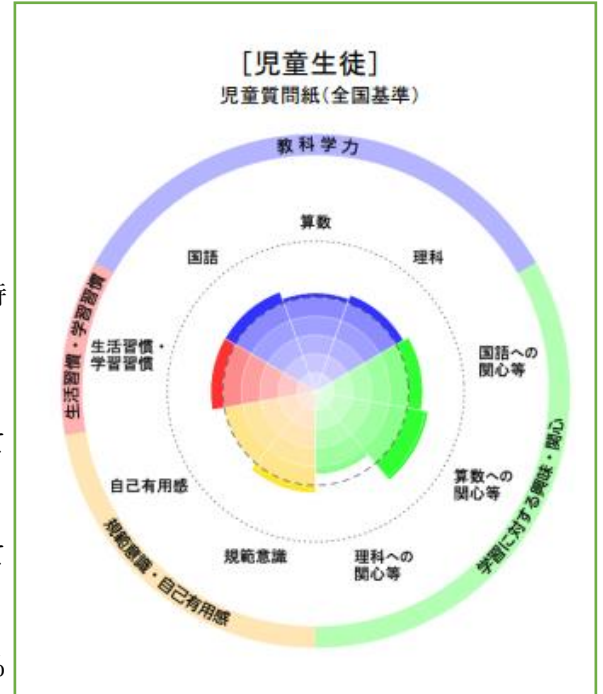 [児童生徒]
児童質問紙(全国基準)
教科学力
算数
国語
理科
生活習慣・学習習慣
生活習慣・
学習習慣
国語への
関心等
算数への
関心等
学習に対する興味・関心
自己有用感
規範意識
理科への
関心等
規範意識・自己有用感